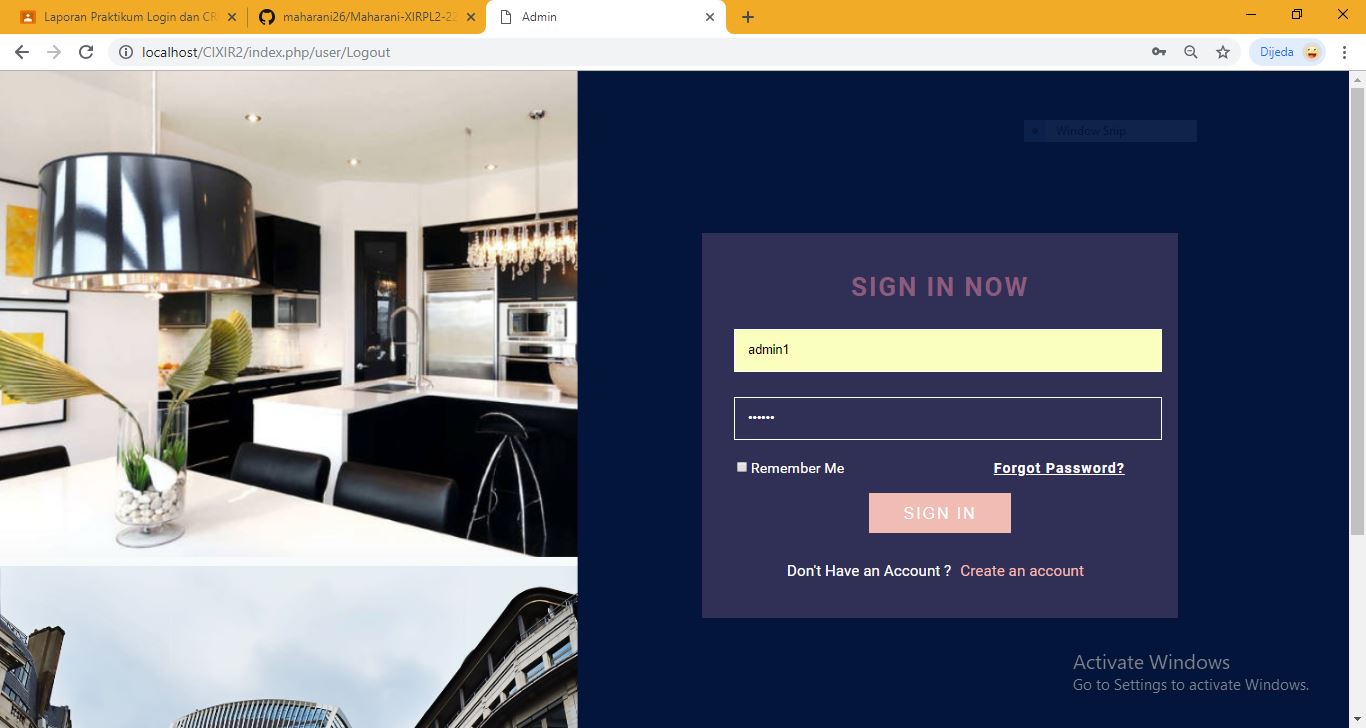 Laporan Praktikum Login dan CR
maharani26/Maharani-XIRPL2-22
Admin
localhost/CIXIR2/index.php/user/Logout
Dijeda
Window Snip
SIGN IN NOW
admin1
••••••
Remember Me
Forgot Password?
SIGN IN
Don't Have an Account ? Create an account
Activate Windows
Go to Settings to activate Windows.